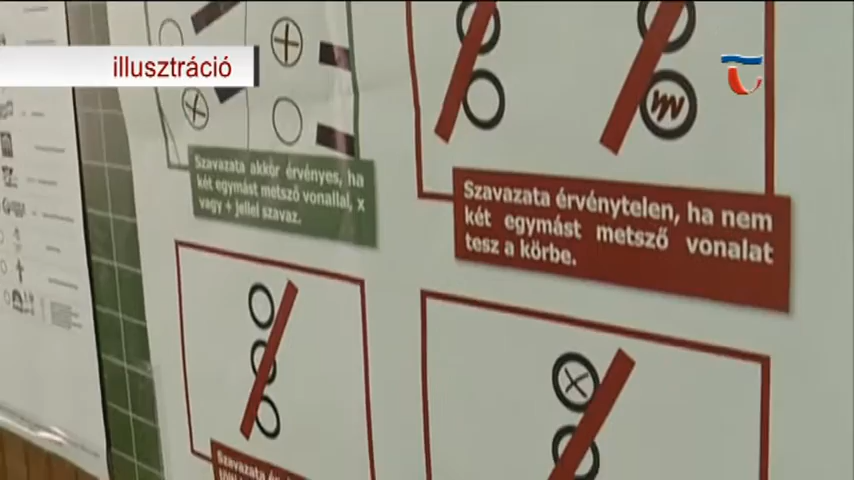 illusztráció
Szavazata akkor érvényes, ha
két egymást metsző vonallal, x
vagy + jellel szavaz.
Szavazata érvénytelen, ha nem
két egymást metsző vonalat
tesz a körbe.
Szavazata